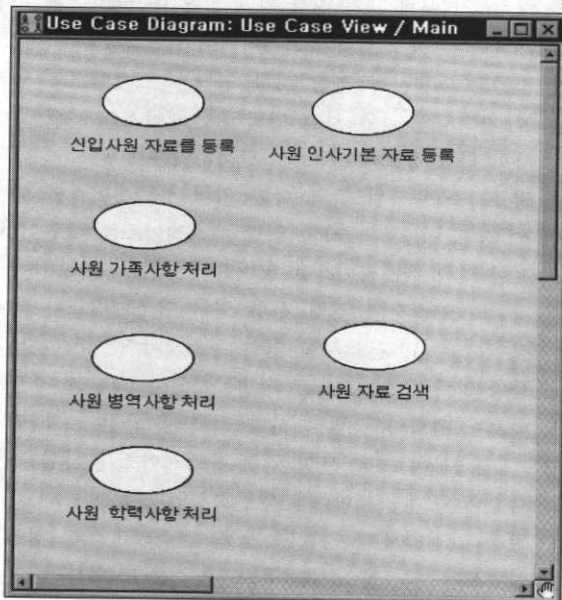 Use Case Diagram: Use Case View / Main
신입사원 자료를 등록
사원 인사기본 자료 등록
사원 가족사항 처리
사원 병역사항 처리
사원 자료 검색
사원 학력사항 처리